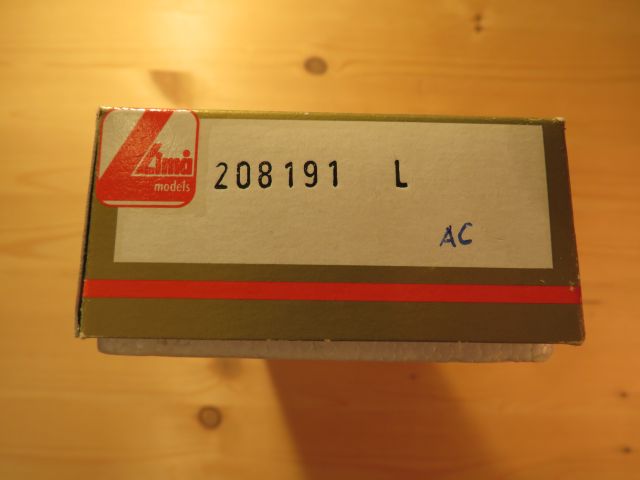 Lima
models
208191 L
AC